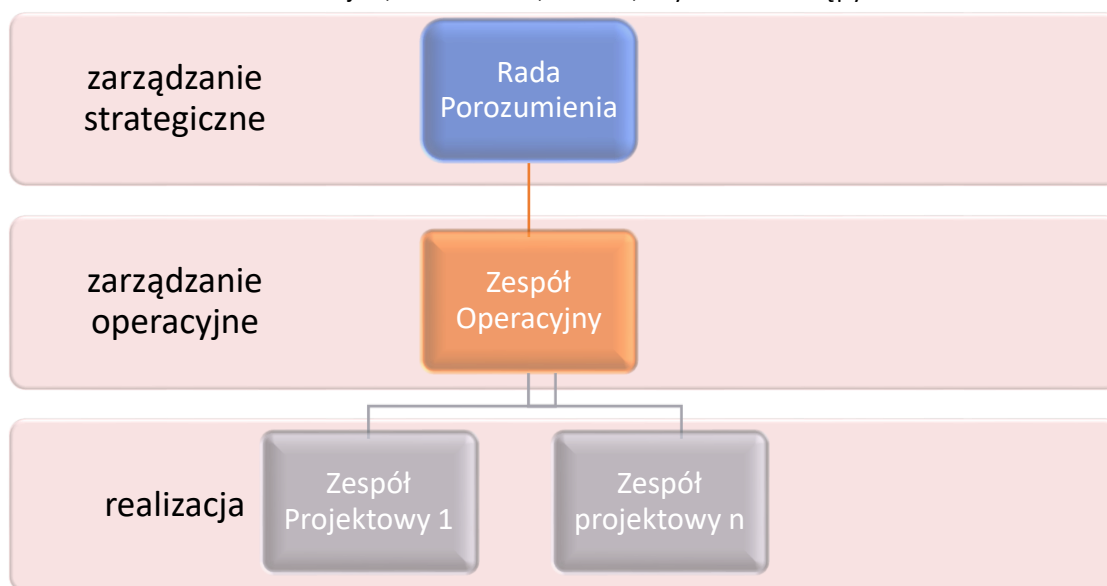 zarządzanie
strategiczne
Rada
Porozumienia
zarządzanie
operacyjne
Zespół
Operacyjny
realizacja
Zespół
Projektowy 1
Zespół
projektowy n